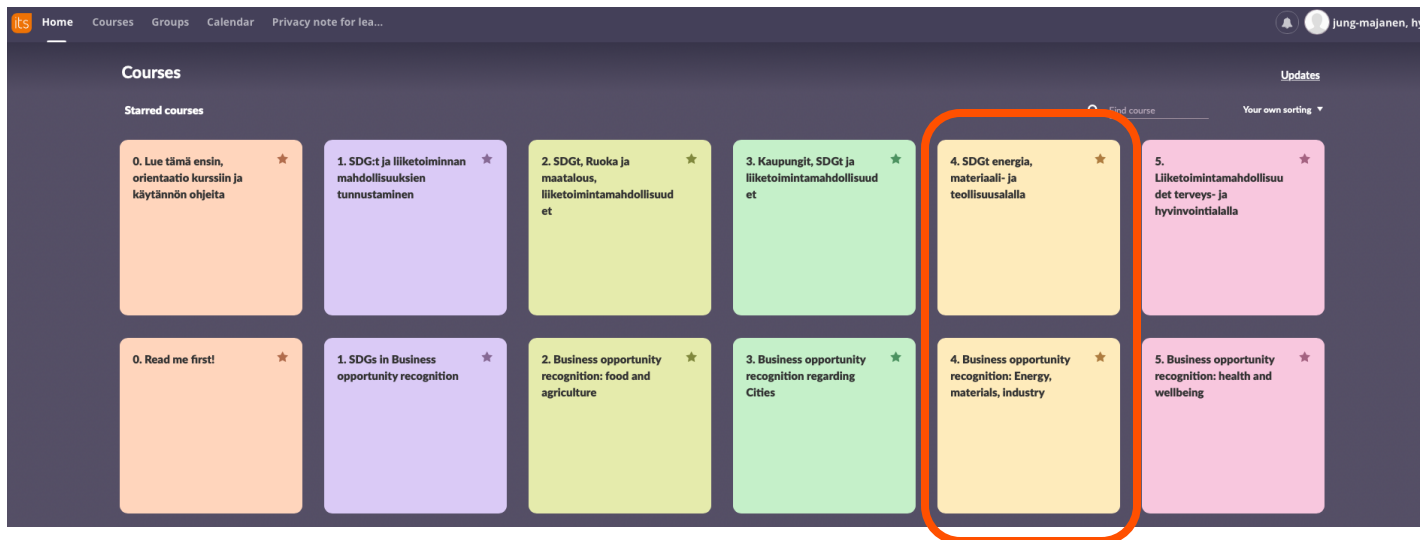 its Home Courses Groups Calendar Privacy note for lea...
jung-majanen, hy
Courses
Updates
Starred courses
Find course
Your own sorting
0. Lue tämä ensin,
orientaatio kurssiin ja
käytännön ohjeita
1. SDG:t ja liiketoiminnan
mahdollisuuksien
tunnustaminen
2. SDGt, Ruoka ja
maatalous,
liiketoimintamahdollisuud
et
3. Kaupungit, SDGt ja
liiketoimintamahdollisuud
et
4. SDGt energia,
materiaali- ja
teollisuusalalla
5.
Liiketoimintamahdollisuu
det terveys- ja
hyvinvointialalla
0. Read me first!
1. SDGs in Business
opportunity recognition
2. Business opportunity
recognition: food and
agriculture
3. Business opportunity
recognition regarding
Cities
4. Business opportunity
recognition: Energy,
materials, industry
5. Business opportunity
recognition: health and
wellbeing